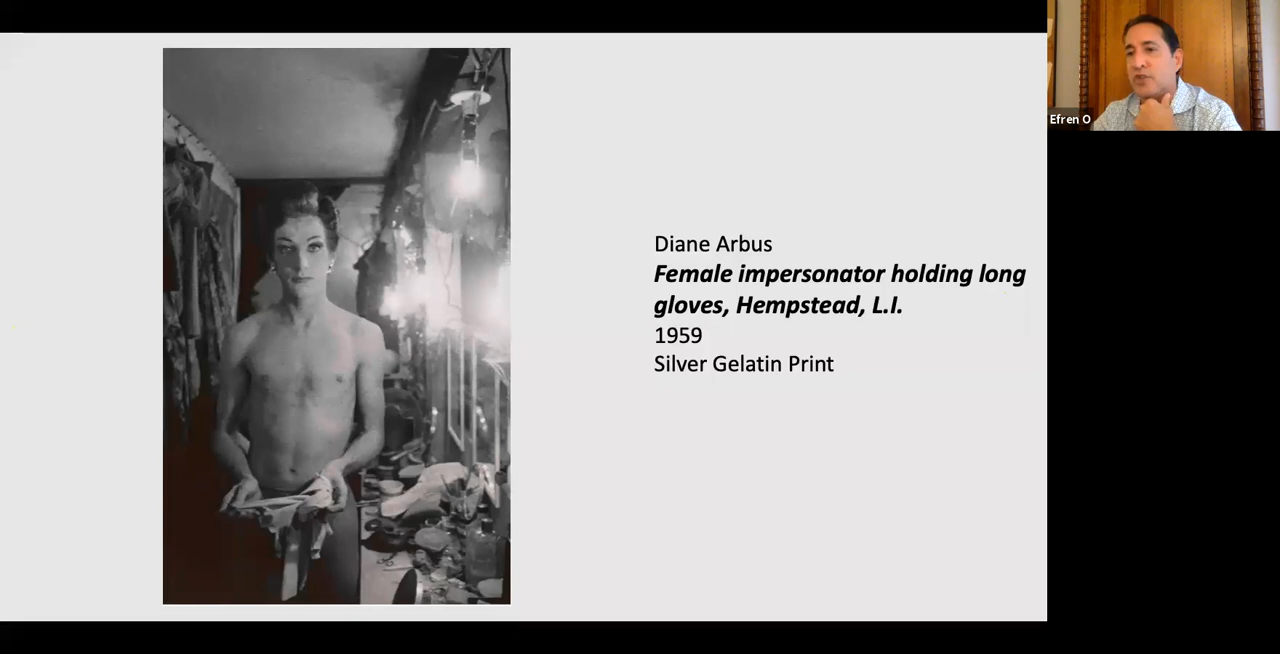 Efren O
Diane Arbus
Female impersonator holding long
gloves, Hempstead, L.I.
1959
Silver Gelatin Print